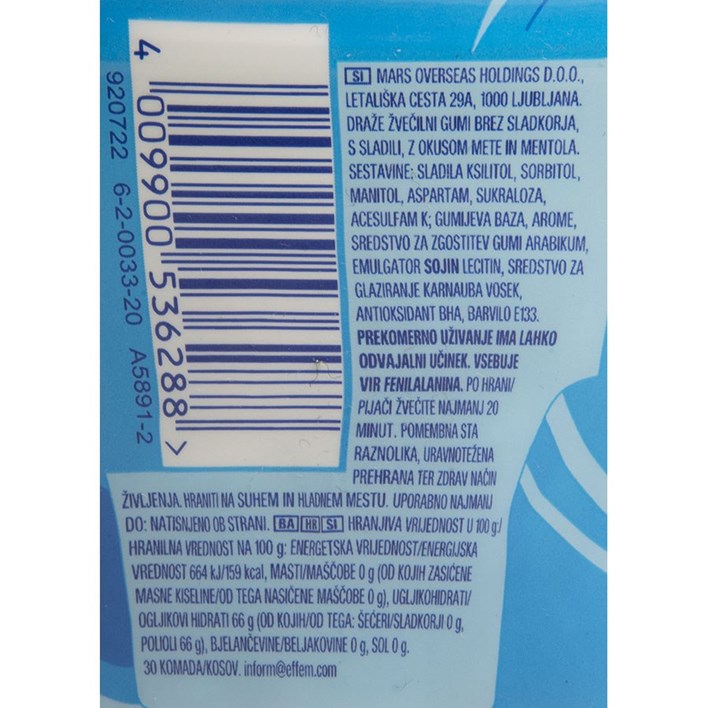 SI MARS OVERSEAS HOLDINGS D.O.O.,
LETALIŠKA CESTA 29A, 1000 LJUBLJANA.
DRAŽE ŽVEČILNI GUMI BREZ SLADKORJA,
S SLADILI, Z OKUSOM METE IN MENTOLA.
SESTAVINE: SLADILA KSILITOL, SORBITOL,
MANITOL, ASPARTAM, SUKRALOZA,
ACESULFAM K; GUMIJEVA BAZA, AROME,
SREDSTVO ZA ZGOSTITEV GUMI ARABIKUM,
EMULGATOR SOJIN LECITIN, SREDSTVO ZA
GLAZIRANJE KARNAUBA VOSEK,
ANTIOKSIDANT BHA, BARVILO E133.
PREKOMERNO UŽIVANJE IMA LAHKO
ODVAJALNI UČINEK. VSEBUJE
VIR FENILALANINA. PO HRANI/
PIJAČI ŽVEČITE NAJMANJ 20
MINUT. POMEMBNA STA
RAZNOLIKA, URAVNOTEŽENA
PREHRANA TER ZDRAV NAČIN
ŽIVLJENJA. HRANITI NA SUHEM IN HLADNEM MESTU. UPORABNO NAJMANJ
DO: NATISNJENO OB STRANI. BA HR SI HRANJIVA VRIJEDNOST U 100 g:/
HRANILNA VREDNOST NA 100 g: ENERGETSKA VRIJEDNOST/ENERGIJSKA
VREDNOST 664 kJ/159 kcal, MASTI/MAŠČOBE 0 g (OD KOJIH ZASIĆENE
MASNE KISELINE/OD TEGA NASIČENE MAŠČOBE 0 g), UGLJIKOHIDRATI/
OGLJIKOVI HIDRATI 66 g (OD KOJIH/OD TEGA: ŠEĆERI/SLADKORJI 0 g,
POLIOLI 66 g), BJELANČEVINE/BELJAKOVINE 0 g, SOL 0 g.
30 KOMADA/KOSOV. inform@effem.com
4 009900 536288 >
920722 6-2-0033-20 A5891-2